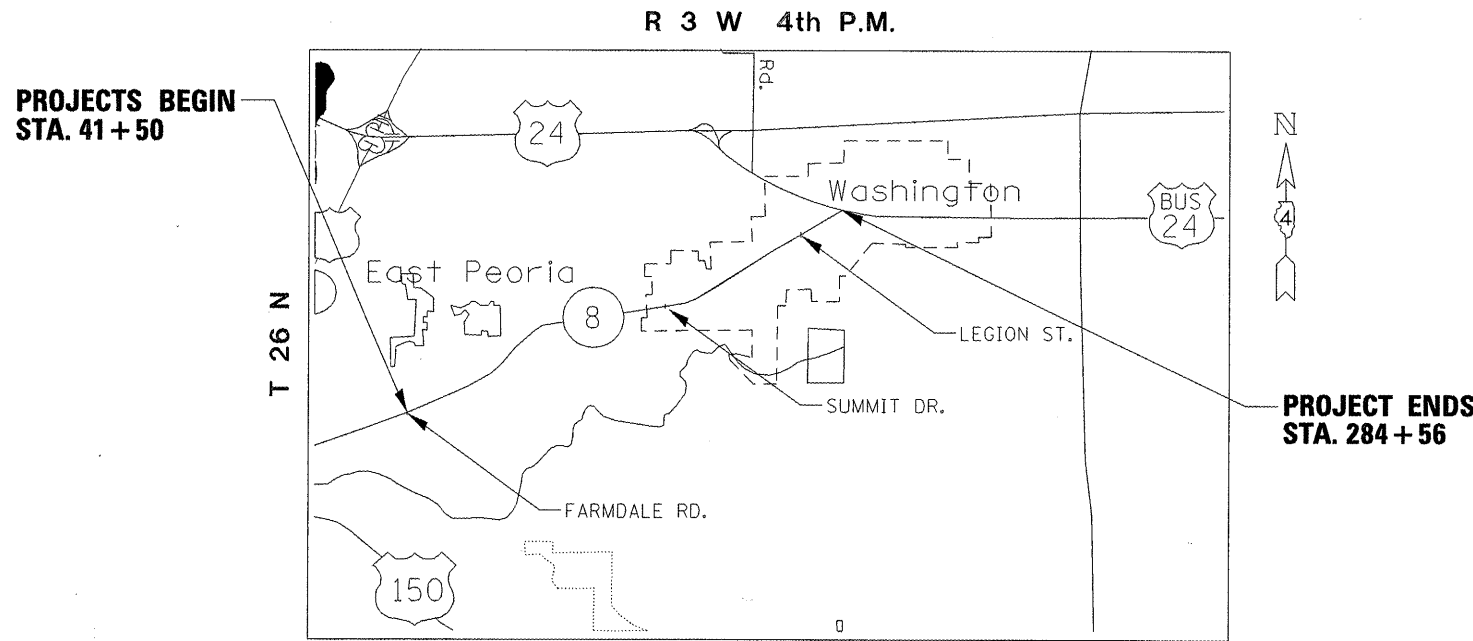 R 3 W 4th P.M.
PROJECTS BEGIN
STA. 41+50
Rd.
24
N
4
Washington
BUS
24
East Peoria
T 26 N
8
LEGION ST.
SUMMIT DR.
PROJECT ENDS
STA. 284+56
FARMDALE RD.
150
0